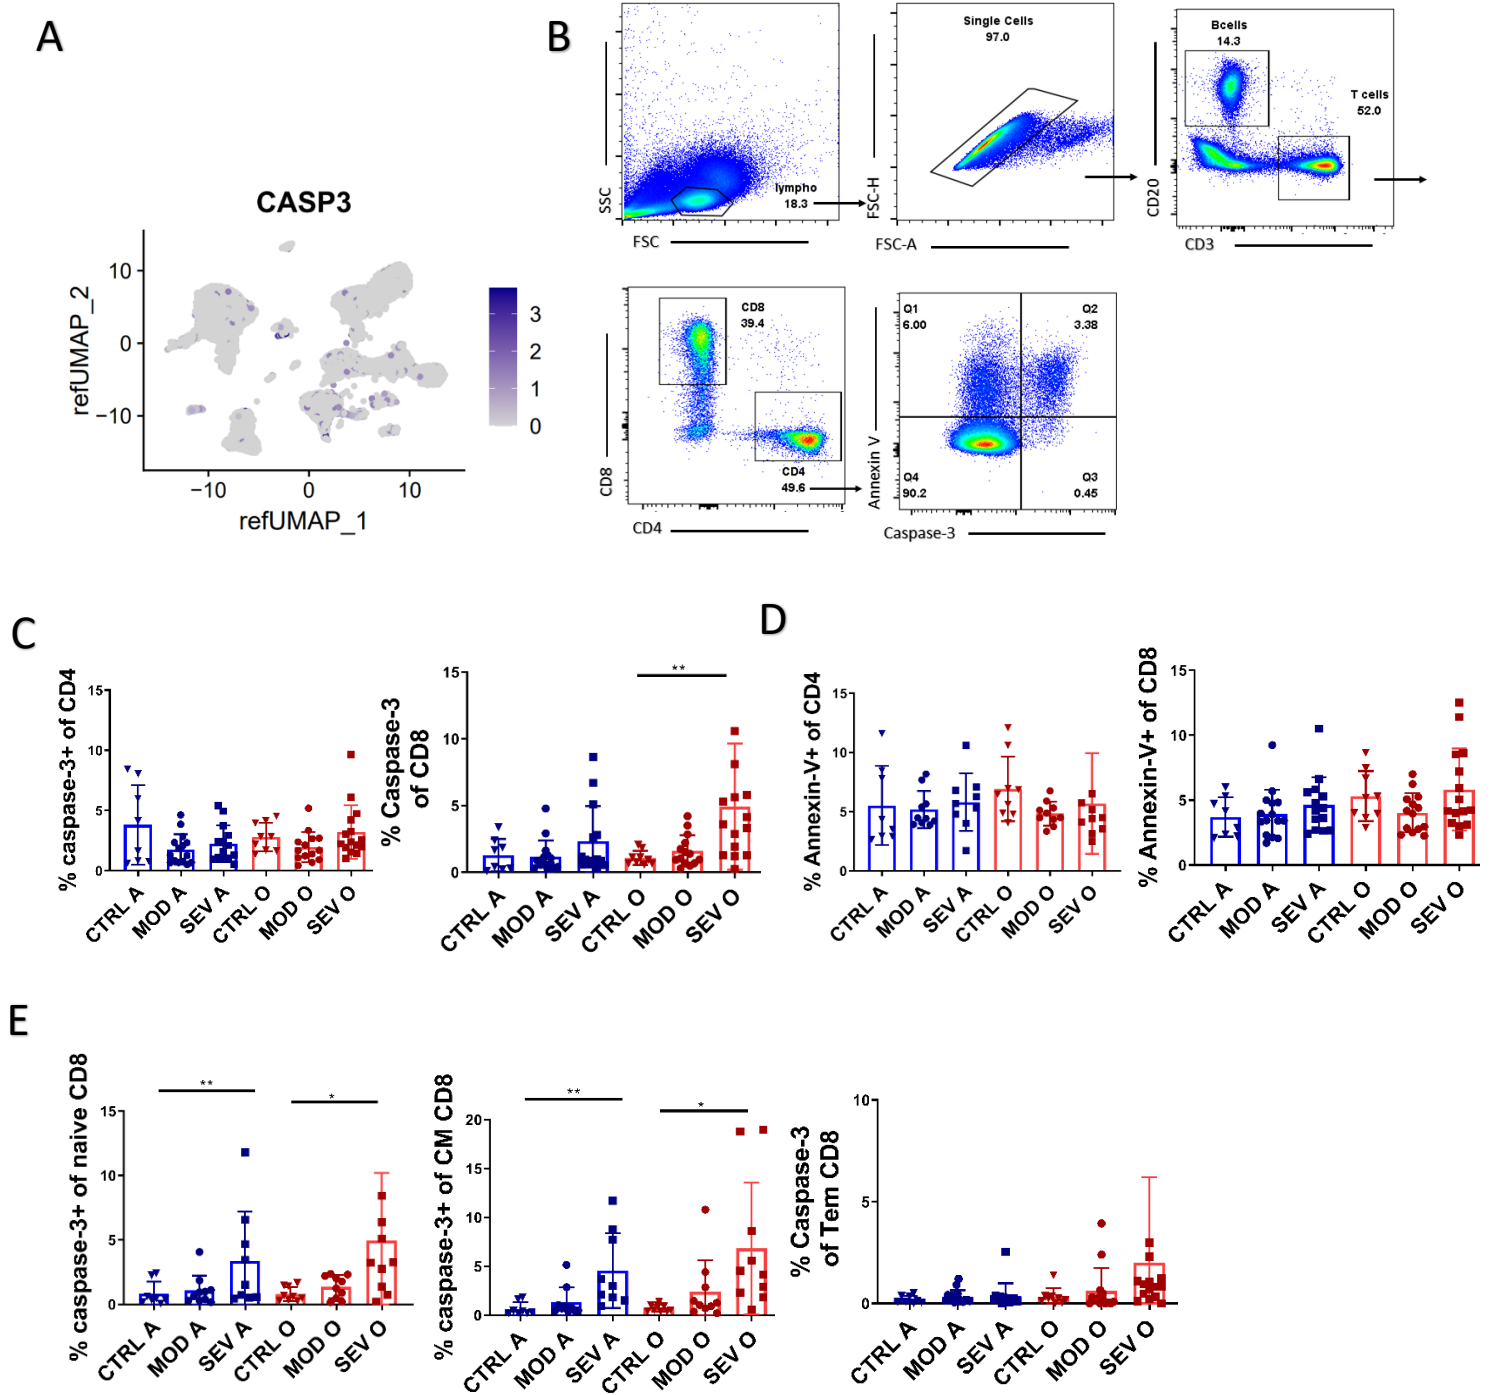 A
CASP3
refUMAP_2
10
0
−10
−10
0
10
refUMAP_1
3
2
1
0
B
SSC
lympho
18.3
FSC
Single Cells
97.0
FSC-H
FSC-A
Bcells
14.3
T cells
52.0
CD20
CD3
CD8
39.4
CD8
CD4
49.6
CD4
Q1
6.00
Q2
3.38
Q4
90.2
Q3
0.45
Annexin V
Caspase-3
C
% caspase-3+ of CD4
15
10
5
0
CTRL A
MOD A
SEV A
CTRL O
MOD O
SEV O
% Caspase-3
of CD8
15
10
5
0
**
CTRL A
MOD A
SEV A
CTRL O
MOD O
SEV O
D
% Annexin-V+ of CD4
15
10
5
0
CTRL A
MOD A
SEV A
CTRL O
MOD O
SEV O
% Annexin-V+ of CD8
15
10
5
0
CTRL A
MOD A
SEV A
CTRL O
MOD O
SEV O
E
% caspase-3+ of naive CD8
15
10
5
0
**
*
CTRL A
MOD A
SEV A
CTRL O
MOD O
SEV O
% caspase-3+ of CM CD8
20
15
10
5
0
**
*
CTRL A
MOD A
SEV A
CTRL O
MOD O
SEV O
% Caspase-3
of Tem CD8
10
5
0
CTRL A
MOD A
SEV A
CTRL O
MOD O
SEV O